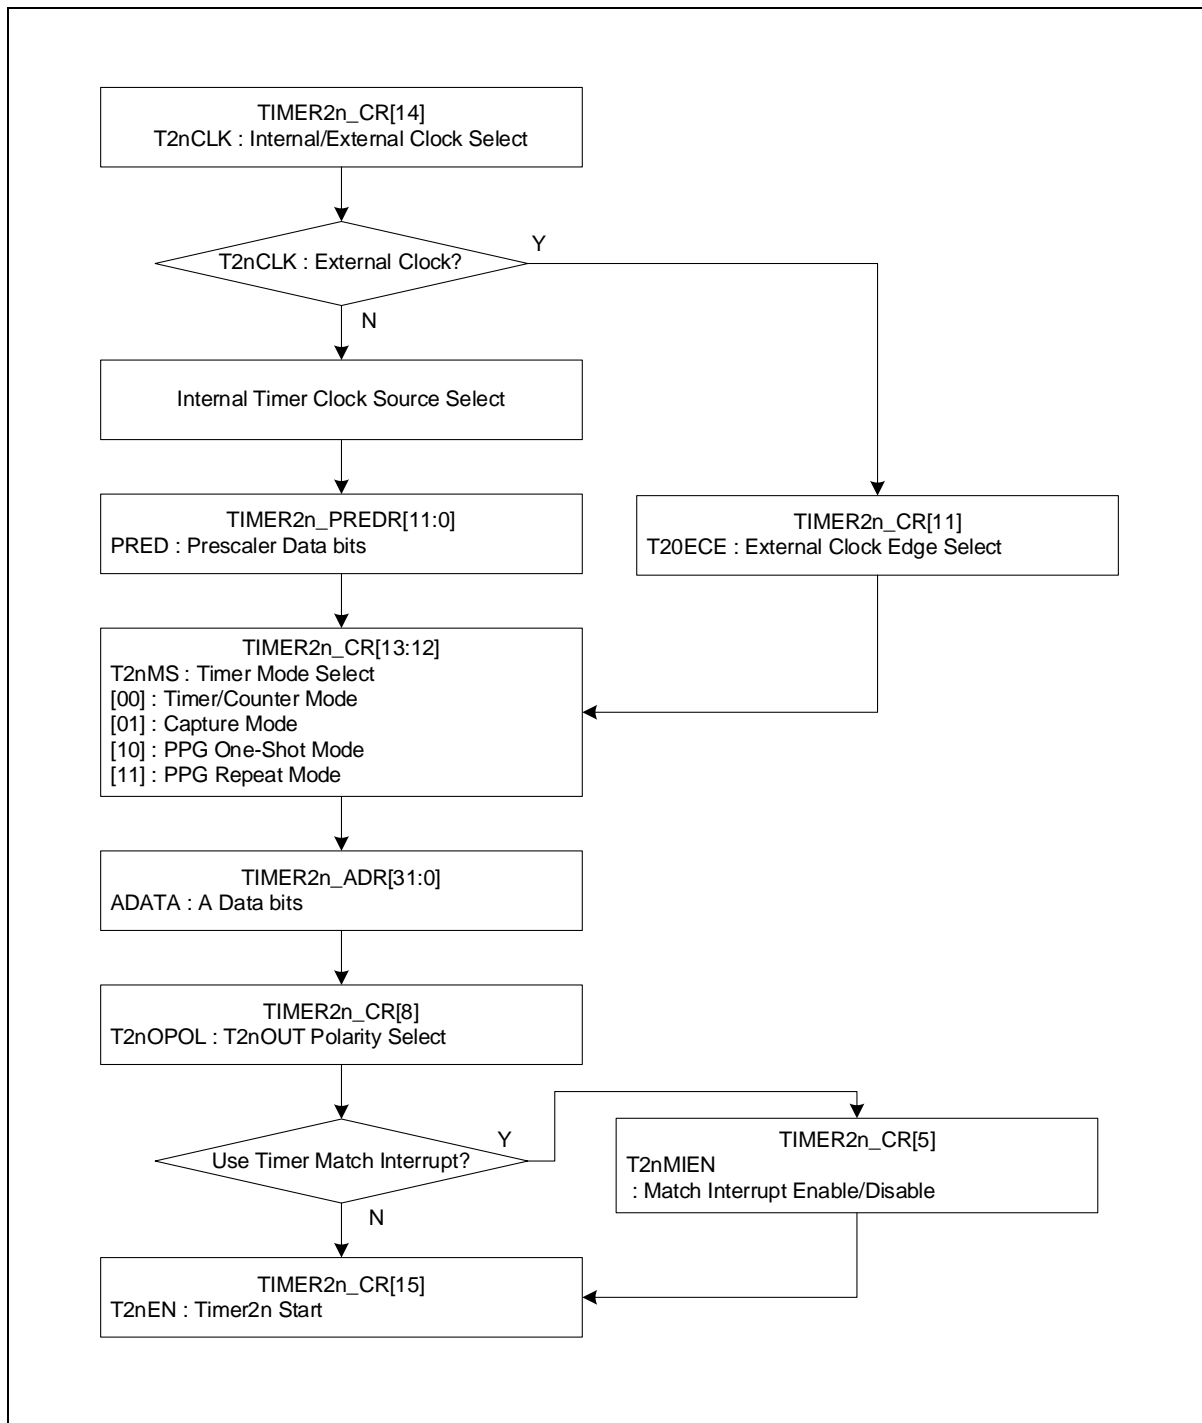 TIMER2n_CR[14]
T2nCLK : Internal/External Clock Select
T2nCLK : External Clock?
Y
N
Internal Timer Clock Source Select
TIMER2n_PREDR[11:0]
PRED : Prescaler Data bits
TIMER2n_CR[11]
T20ECE : External Clock Edge Select
TIMER2n_CR[13:12]
T2nMS : Timer Mode Select
[00] : Timer/Counter Mode
[01] : Capture Mode
[10] : PPG One-Shot Mode
[11] : PPG Repeat Mode
TIMER2n_ADR[31:0]
ADATA : A Data bits
TIMER2n_CR[8]
T2nOPOL : T2nOUT Polarity Select
Use Timer Match Interrupt?
Y
N
TIMER2n_CR[5]
T2nMIEN
: Match Interrupt Enable/Disable
TIMER2n_CR[15]
T2nEN : Timer2n Start